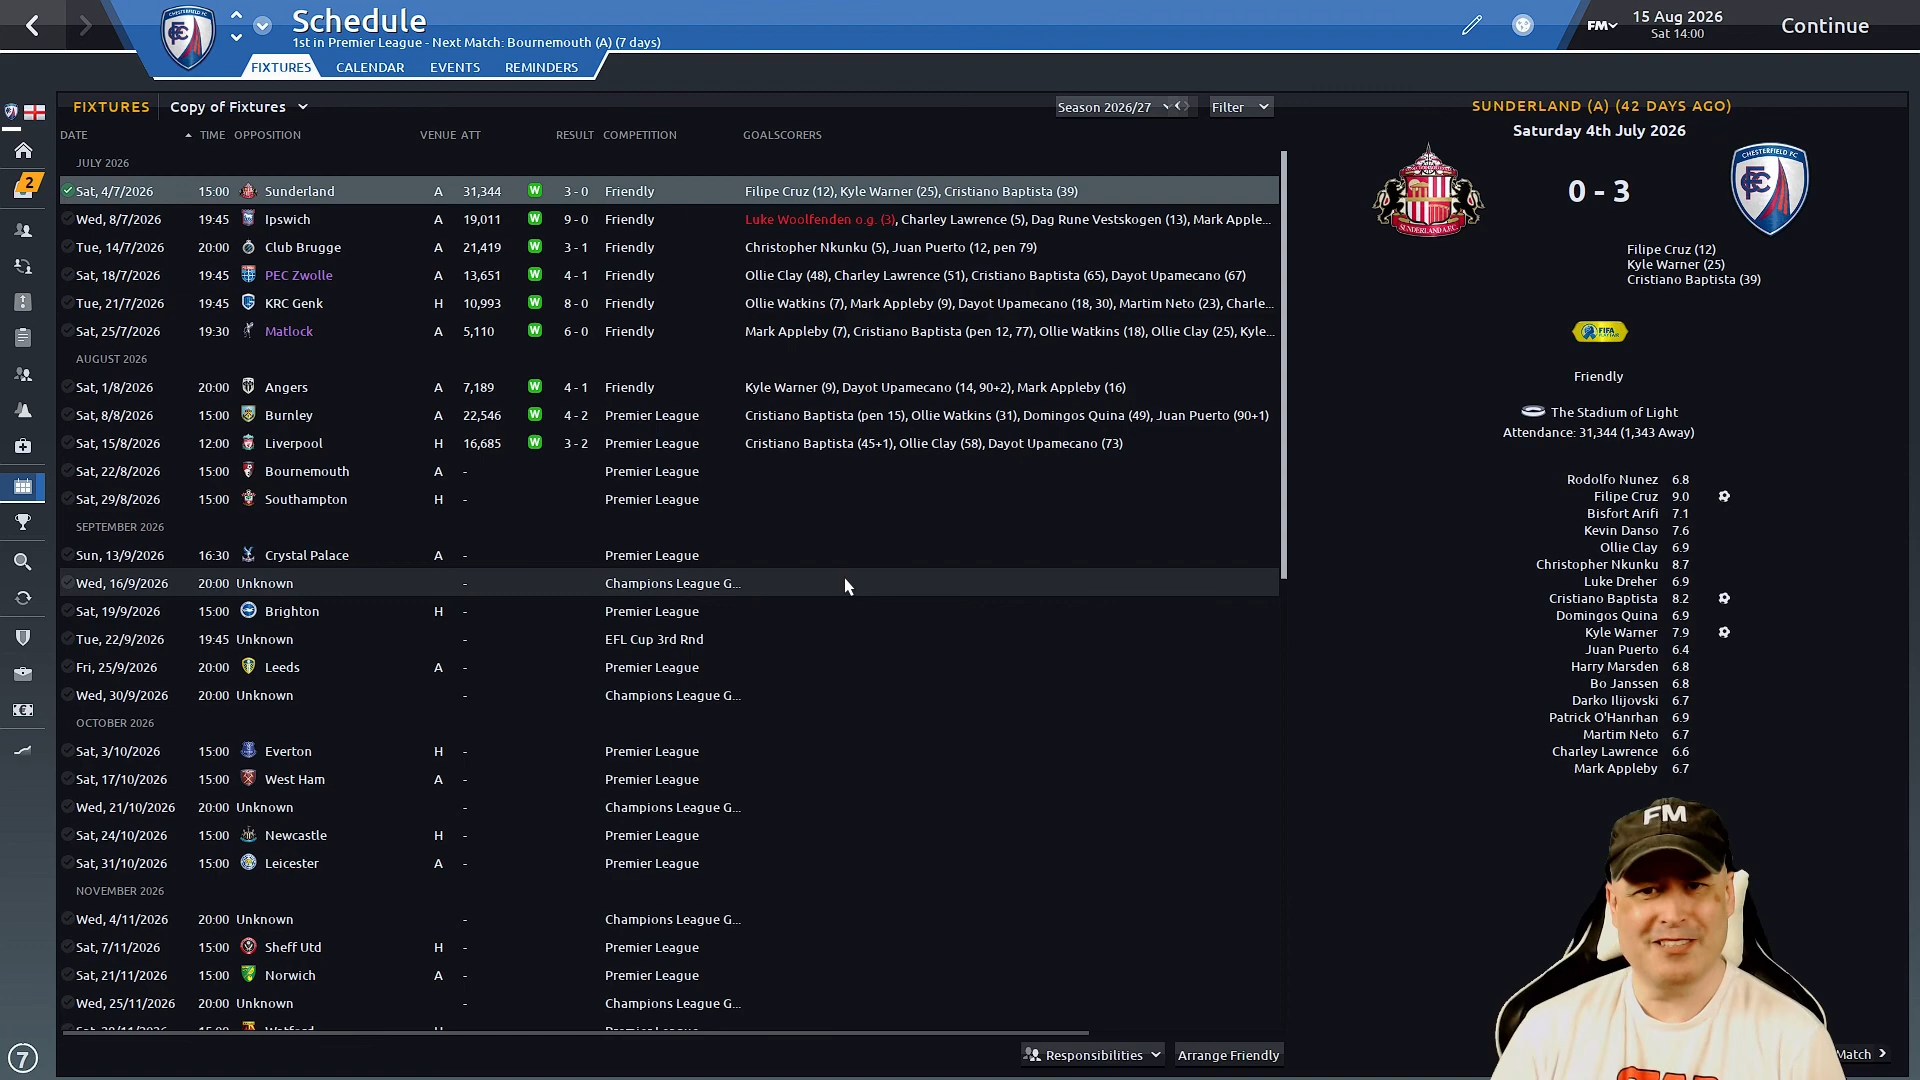 Schedule
1st in Premier League - Next Match: Bournemouth (A) (7 days)
FM
15 Aug 2026
Sat 14:00
Continue
FIXTURES CALENDAR EVENTS REMINDERS
FIXTURES Copy of Fixtures Season 2026/27 Filter
DATE TIME OPPOSITION VENUE ATT RESULT COMPETITION GOALSCORERS
JULY 2026
Sat, 4/7/2026 15:00 Sunderland A 31,344 W 3 - 0 Friendly Filipe Cruz (12), Kyle Warner (25), Cristiano Baptista (39)
Wed, 8/7/2026 19:45 Ipswich A 19,011 W 9 - 0 Friendly Luke Woolfenden o.g. (3), Charley Lawrence (5), Dag Rune Vestskogen (13), Mark Apple...
Tue, 14/7/2026 20:00 Club Brugge A 21,419 W 3 - 1 Friendly Christopher Nkunku (5), Juan Puerto (12, pen 79)
Sat, 18/7/2026 19:45 PEC Zwolle A 13,651 W 4 - 1 Friendly Ollie Clay (48), Charley Lawrence (51), Cristiano Baptista (65), Dayot Upamecano (67)
Tue, 21/7/2026 19:45 KRC Genk H 10,993 W 8 - 0 Friendly Ollie Watkins (7), Mark Appleby (9), Dayot Upamecano (18, 30), Martim Neto (23), Charle...
Sat, 25/7/2026 19:30 Matlock A 5,110 W 6 - 0 Friendly Mark Appleby (7), Cristiano Baptista (pen 12, 77), Ollie Watkins (18), Ollie Clay (25), Kyle...
AUGUST 2026
Sat, 1/8/2026 20:00 Angers A 7,189 W 4 - 1 Friendly Kyle Warner (9), Dayot Upamecano (14, 90+2), Mark Appleby (16)
Sat, 8/8/2026 15:00 Burnley A 22,546 W 4 - 2 Premier League Cristiano Baptista (pen 15), Ollie Watkins (31), Domingos Quina (49), Juan Puerto (90+1)
Sat, 15/8/2026 12:00 Liverpool H 16,685 W 3 - 2 Premier League Cristiano Baptista (45+1), Ollie Clay (58), Dayot Upamecano (73)
Sat, 22/8/2026 15:00 Bournemouth A - Premier League
Sat, 29/8/2026 15:00 Southampton H - Premier League
SEPTEMBER 2026
Sun, 13/9/2026 16:30 Crystal Palace A - Premier League
Wed, 16/9/2026 20:00 Unknown - Champions League G...
Sat, 19/9/2026 15:00 Brighton H - Premier League
Tue, 22/9/2026 19:45 Unknown - EFL Cup 3rd Rnd
Fri, 25/9/2026 20:00 Leeds A - Premier League
Wed, 30/9/2026 20:00 Unknown - Champions League G...
OCTOBER 2026
Sat, 3/10/2026 15:00 Everton H - Premier League
Sat, 17/10/2026 15:00 West Ham A - Premier League
Wed, 21/10/2026 20:00 Unknown - Champions League G...
Sat, 24/10/2026 15:00 Newcastle H - Premier League
Sat, 31/10/2026 15:00 Leicester A - Premier League
NOVEMBER 2026
Wed, 4/11/2026 20:00 Unknown - Champions League G...
Sat, 7/11/2026 15:00 Sheff Utd H - Premier League
Sat, 21/11/2026 15:00 Norwich A - Premier League
Wed, 25/11/2026 20:00 Unknown - Champions League G...
Responsibilities Arrange Friendly
SUNDERLAND (A) (42 DAYS AGO)
Saturday 4th July 2026
0 - 3
CHESTERFIELD FC
SUNDERLAND A.F.C.
Filipe Cruz (12)
Kyle Warner (25)
Cristiano Baptista (39)
FIFA
Friendly
The Stadium of Light
Attendance: 31,344 (1,343 Away)
Rodolfo Nunez 6.8
Filipe Cruz 9.0
Bisfort Arifi 7.1
Kevin Danso 7.6
Ollie Clay 6.9
Christopher Nkunku 8.7
Luke Dreher 6.9
Cristiano Baptista 8.2
Domingos Quina 6.9
Kyle Warner 7.9
Juan Puerto 6.4
Harry Marsden 6.8
Bo Janssen 6.8
Darko Ilijovski 6.7
Patrick O'Hanrhan 6.9
Martim Neto 6.7
Charley Lawrence 6.6
Mark Appleby 6.7
FM
Match
2
7